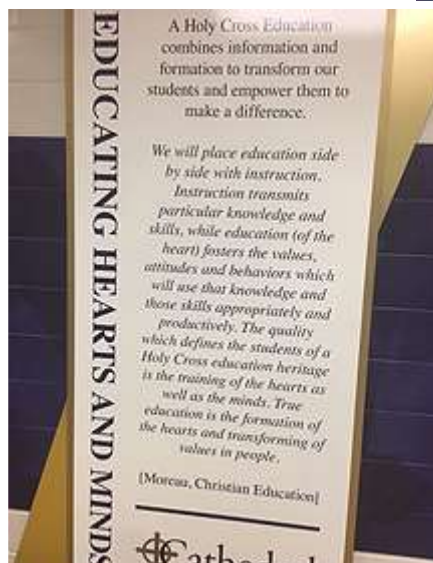 EDUCATING HEARTS AND MINDS
A Holy Cross Education
combines information and
formation to transform our
students and empower them to
make a difference.
We will place education side
by side with instruction.
Instruction transmits
particular knowledge and
skills, while education (of the
heart) fosters the values,
attitudes and behaviors which
will use that knowledge and
those skills appropriately and
productively. The quality
which defines the students of a
Holy Cross education heritage
is the training of the hearts as
well as the minds. True
education is the formation of
the hearts and transforming of
values in people.
[Moreau, Christian Education]